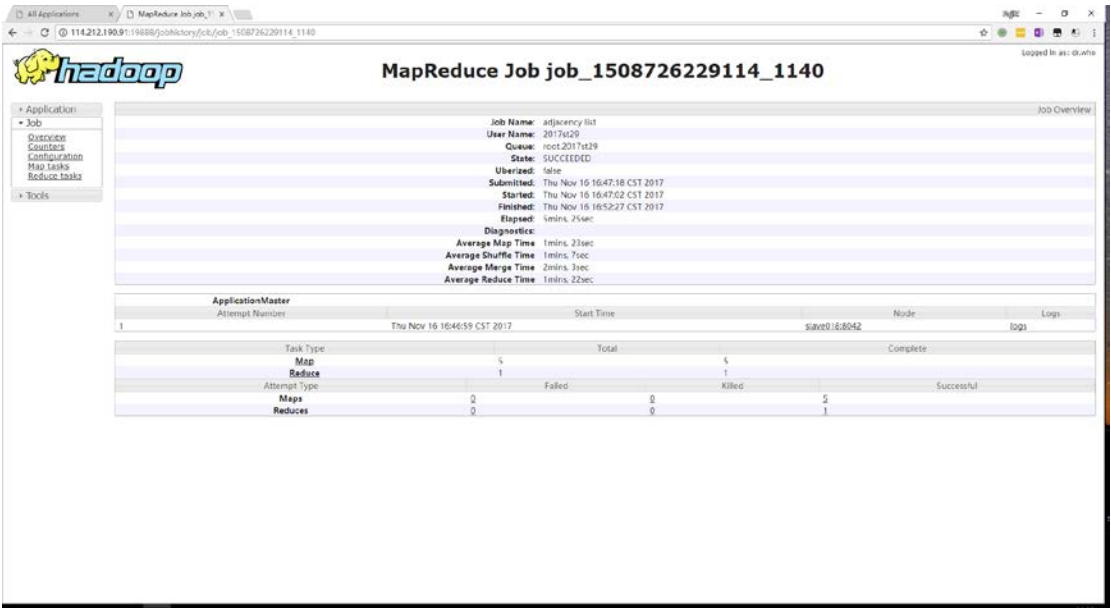 All Applications
MapReduce Job job_1
114.212.190.91:19888/jobhistory/job/job_1508726229114_1140
Logged in as: dr.who
hadoop
MapReduce Job job_1508726229114_1140
Application
Job
Overview
Counters
Configuration
Map tasks
Reduce tasks
Tools
Job Overview
Job Name: adjacency list
User Name: 2017st29
Queue: root.2017st29
State: SUCCEEDED
Uberized: false
Submitted: Thu Nov 16 16:47:18 CST 2017
Started: Thu Nov 16 16:47:02 CST 2017
Finished: Thu Nov 16 16:52:27 CST 2017
Elapsed: 5mins, 25sec
Diagnostics:
Average Map Time 1mins, 23sec
Average Shuffle Time 1mins, 7sec
Average Merge Time 2mins, 3sec
Average Reduce Time 1mins, 22sec
ApplicationMaster
Attempt Number Start Time Node Logs
1 Thu Nov 16 16:46:59 CST 2017 slave016:8042 logs
Task Type Total Complete
Map 5 5
Reduce 1 1
Attempt Type Failed Killed Successful
Maps 0 0 5
Reduces 0 0 1